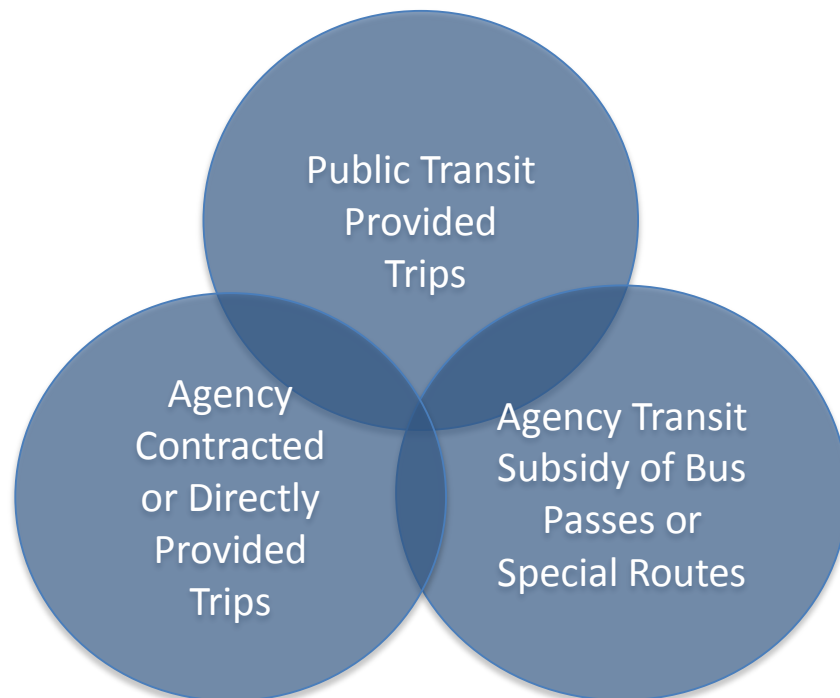 Public Transit
Provided
Trips
Agency
Contracted
or Directly
Provided
Trips
Agency Transit
Subsidy of Bus
Passes or
Special Routes